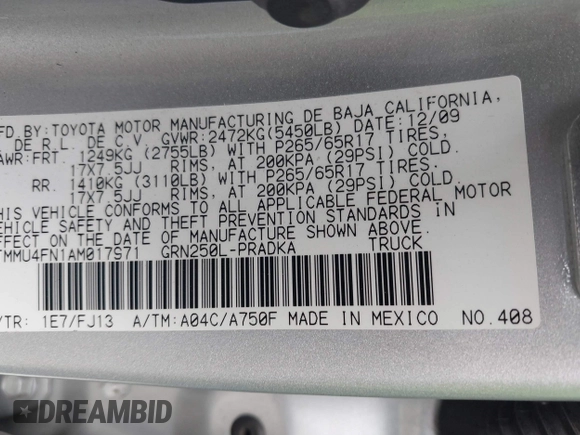 MFD BY: TOYOTA MOTOR MANUFACTURING DE BAJA CALIFORNIA,
DE R.L. DE C.V. GVWR: 2472KG(5450LB) DATE: 12/09
AWR: FRT. 1249KG (2755LB) WITH P265/65R17 TIRES,
17X7.5JJ RIMS, AT 200KPA (29PSI) COLD.
RR. 1410KG (3110LB) WITH P265/65R17 TIRES,
17X7.5JJ RIMS, AT 200KPA (29PSI) COLD.
THIS VEHICLE CONFORMS TO ALL APPLICABLE FEDERAL MOTOR
VEHICLE SAFETY AND THEFT PREVENTION STANDARDS IN
EFFECT ON THE DATE OF MANUFACTURE SHOWN ABOVE.
TMMU4FN1AM017971 GRN250L-PRADKA TRUCK
/TR: 1E7/FJ13 A/TM: A04C/A750F MADE IN MEXICO NO.408
DREAMBID